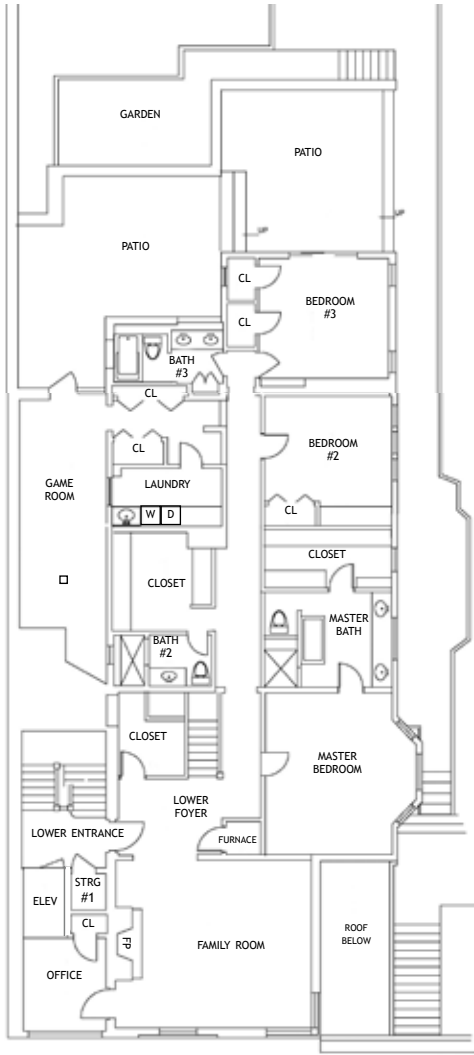 GARDEN
PATIO
PATIO
CL
BEDROOM
#3
CL
BATH
#3
CL
BEDROOM
#2
CL
GAME
ROOM
LAUNDRY
W
D
CL
CLOSET
CLOSET
MASTER
BATH
BATH
#2
CLOSET
MASTER
BEDROOM
LOWER
FOYER
LOWER ENTRANCE
FURNACE
STRG
#1
ELEV
CL
ROOF
BELOW
FP
FAMILY ROOM
OFFICE